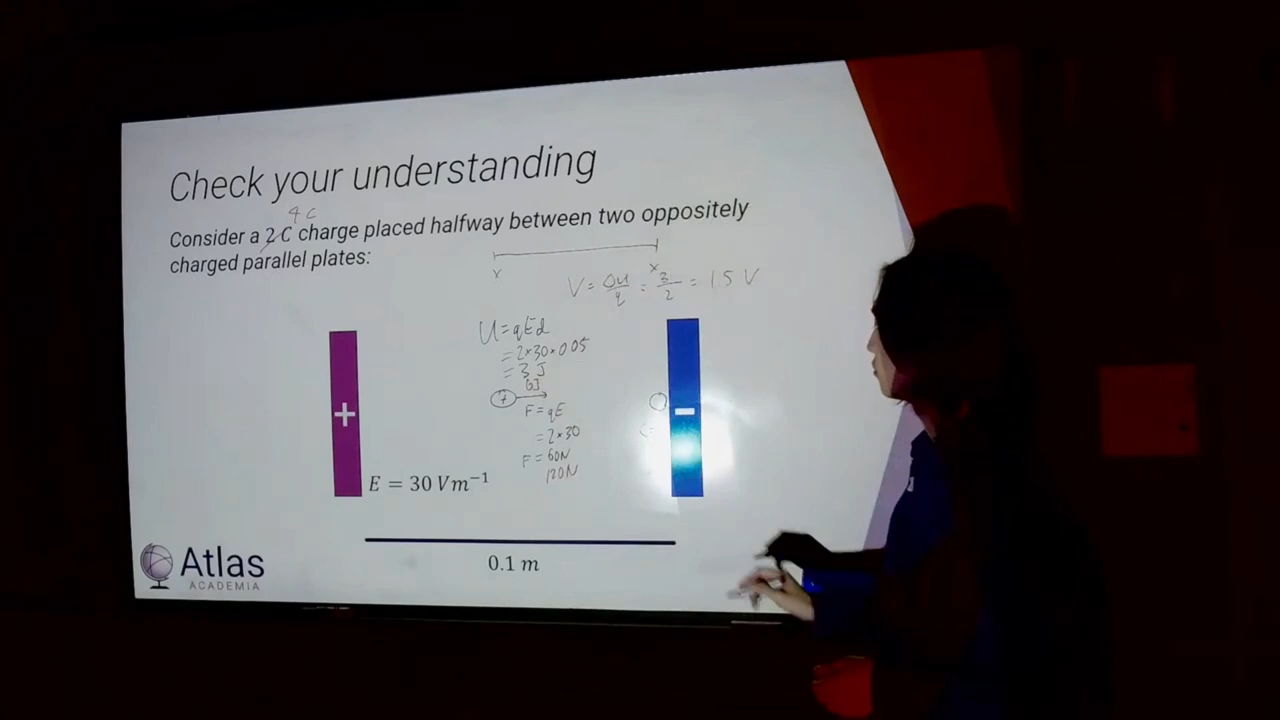 Check your understanding
4C
Consider a 2 C charge placed halfway between two oppositely
charged parallel plates:
x x
V = ΔU/q = 3/2 = 1.5 V
U = qEd
= 2×30×0.05
= 3 J
6J
+
F = qE
= 2×30
F = 60N
120N
+
−
E = 30 Vm⁻¹
0.1 m
Atlas
ACADEMIA